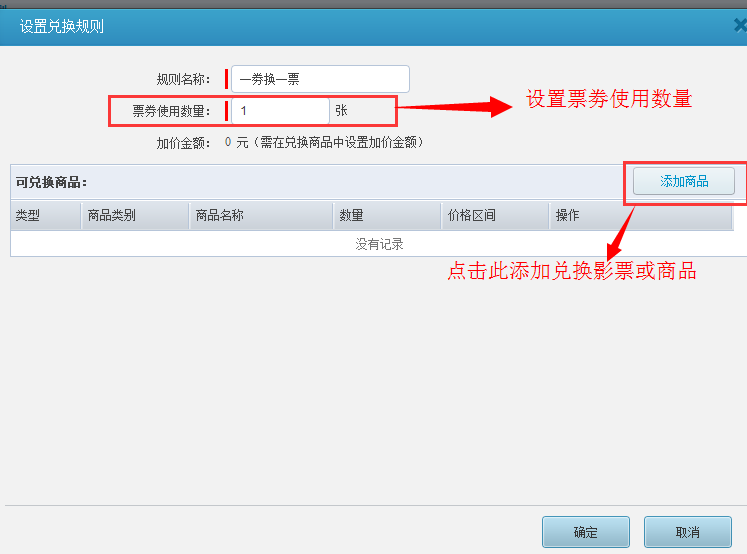 设置兑换规则
规则名称： 一券换一票
票券使用数量： 1 张
设置票券使用数量
加价金额： 0 元（需在兑换商品中设置加价金额）
可兑换商品： 添加商品
类型 商品类别 商品名称 数量 价格区间 操作
没有记录
点击此添加兑换影票或商品
确定 取消